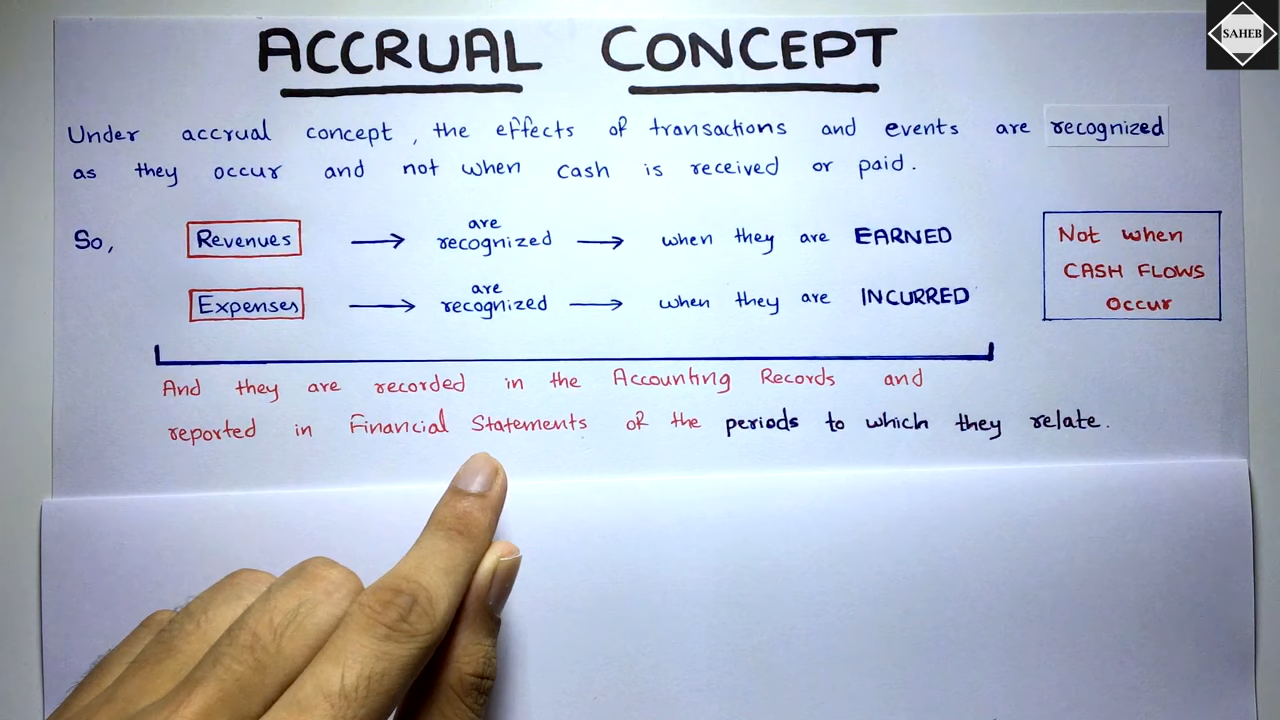 SAHEB
ACCRUAL CONCEPT
Under accrual concept, the effects of transactions and events are recognized
as they occur and not when cash is received or paid.
So, Revenues → are recognized → when they are EARNED
Expenses → are recognized → when they are INCURRED
Not when
CASH FLOWS
Occur
And they are recorded in the Accounting Records and
reported in Financial Statements of the periods to which they relate.